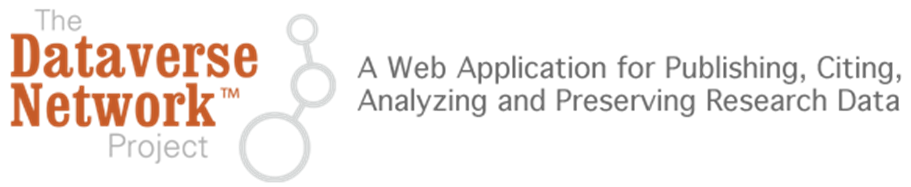 The
Dataverse
Network™
Project
A Web Application for Publishing, Citing,
Analyzing and Preserving Research Data